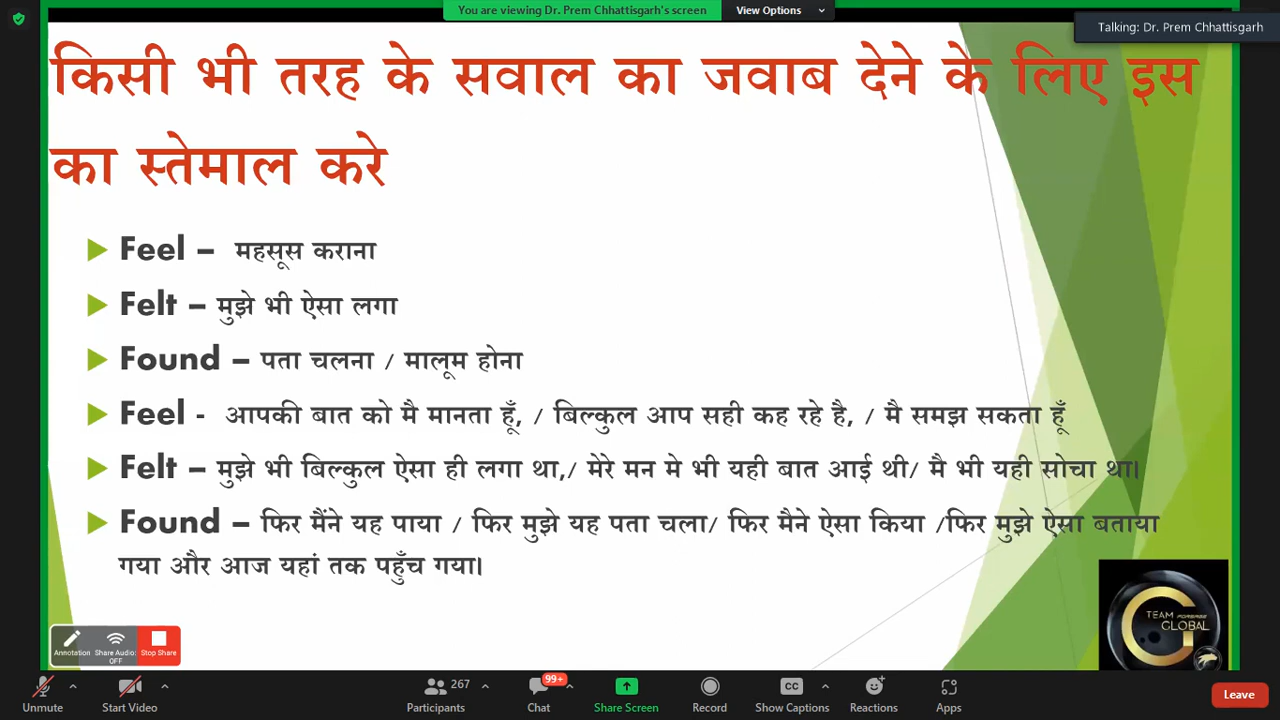 You are viewing Dr. Prem Chhattisgarh's screen
View Options
Talking: Dr. Prem Chhattisgarh
किसी भी तरह के सवाल का जवाब देने के लिए इस
का स्तेमाल करे
Feel – महसूस कराना
Felt – मुझे भी ऐसा लगा
Found – पता चलना / मालूम होना
Feel - आपकी बात को मै मानता हूँ, / बिल्कुल आप सही कह रहे है, / मै समझ सकता हूँ
Felt – मुझे भी बिल्कुल ऐसा ही लगा था,/ मेरे मन मे भी यही बात आई थी/ मै भी यही सोचा था।
Found – फिर मैंने यह पाया / फिर मुझे यह पता चला/ फिर मैने ऐसा किया /फिर मुझे ऐसा बताया
गया और आज यहां तक पहुँच गया।
TEAM
GLOBAL
Annotation
Share Audio: OFF
Stop Share
Unmute
Start Video
267
Participants
99+
Chat
Share Screen
Record
CC
Show Captions
Reactions
Apps
Leave